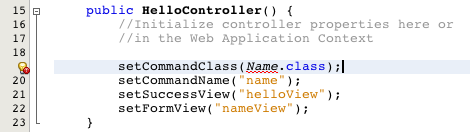 15 public HelloController() {
16 //Initialize controller properties here or
17 //in the Web Application Context
18
setCommandClass(Name.class);
20 setCommandName("name");
21 setSuccessView("helloView");
22 setFormView("nameView");
23 }